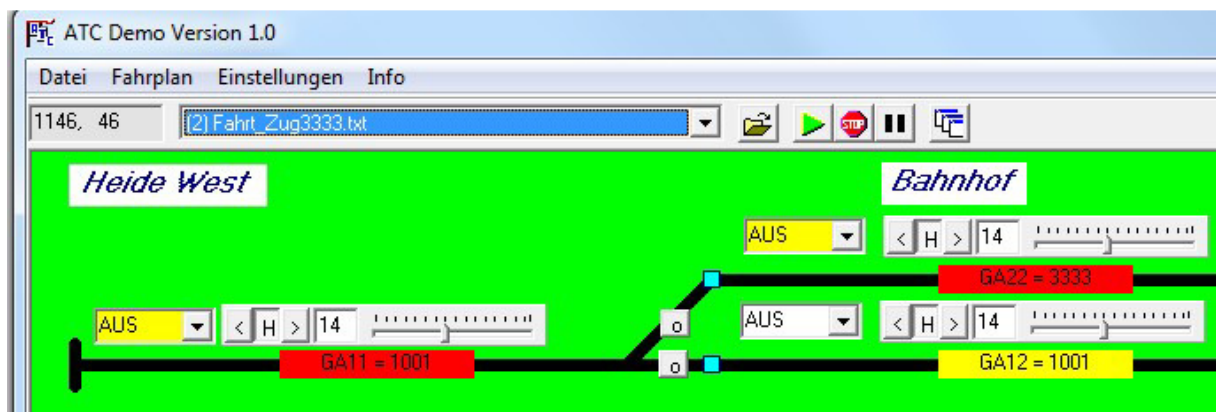 ATC Demo Version 1.0
Datei Fahrplan Einstellungen Info
1146, 46 (2) Fahrt_Zug3333.txt STOP
Heide West Bahnhof
AUS < H > 14
GA22 = 3333
AUS < H > 14 o AUS < H > 14
GA11 = 1001 o GA12 = 1001